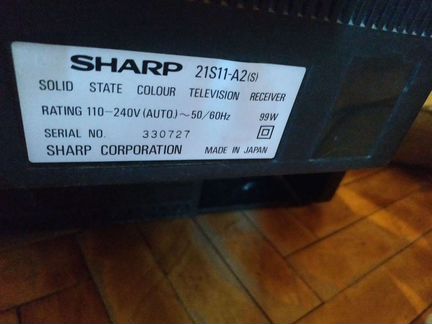 SHARP 21S11-A2(S)
SOLID STATE COLOUR TELEVISION RECEIVER
RATING 110-240V (AUTO.) ~ 50/60Hz 99W
SERIAL NO. 330727
SHARP CORPORATION MADE IN JAPAN